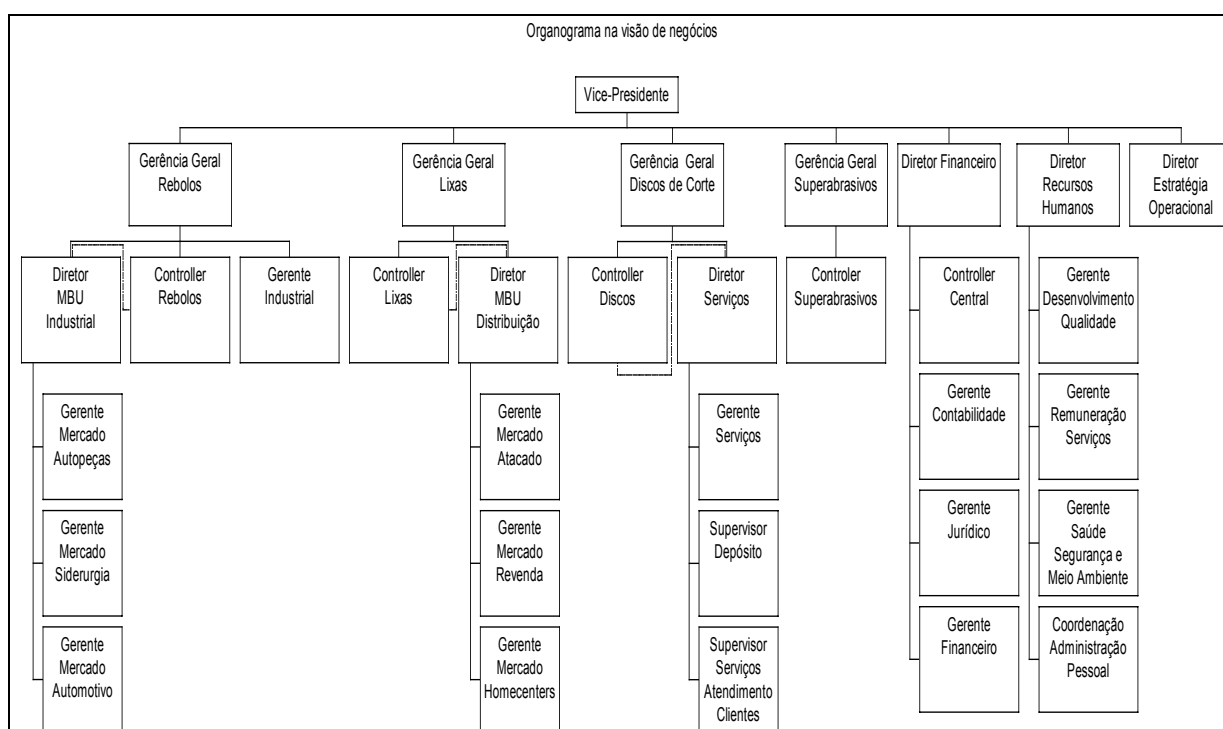 Organograma na visão de negócios
Vice-Presidente
Gerência Geral
Rebolos
Gerência Geral
Lixas
Gerência Geral
Discos de Corte
Gerência Geral
Superabrasivos
Diretor Financeiro
Diretor
Recursos
Humanos
Diretor
Estratégia
Operacional
Diretor
MBU
Industrial
Controller
Rebolos
Gerente
Industrial
Controller
Lixas
Diretor
MBU
Distribuição
Controller
Discos
Diretor
Serviços
Controler
Superabrasivos
Controller
Central
Gerente
Desenvolvimento
Qualidade
Gerente
Mercado
Autopeças
Gerente
Mercado
Atacado
Gerente
Serviços
Gerente
Contabilidade
Gerente
Remuneração
Serviços
Gerente
Mercado
Siderurgia
Gerente
Mercado
Revenda
Supervisor
Depósito
Gerente
Jurídico
Gerente
Saúde
Segurança e
Meio Ambiente
Gerente
Mercado
Automotivo
Gerente
Mercado
Homecenters
Supervisor
Serviços
Atendimento
Clientes
Gerente
Financeiro
Coordenação
Administração
Pessoal